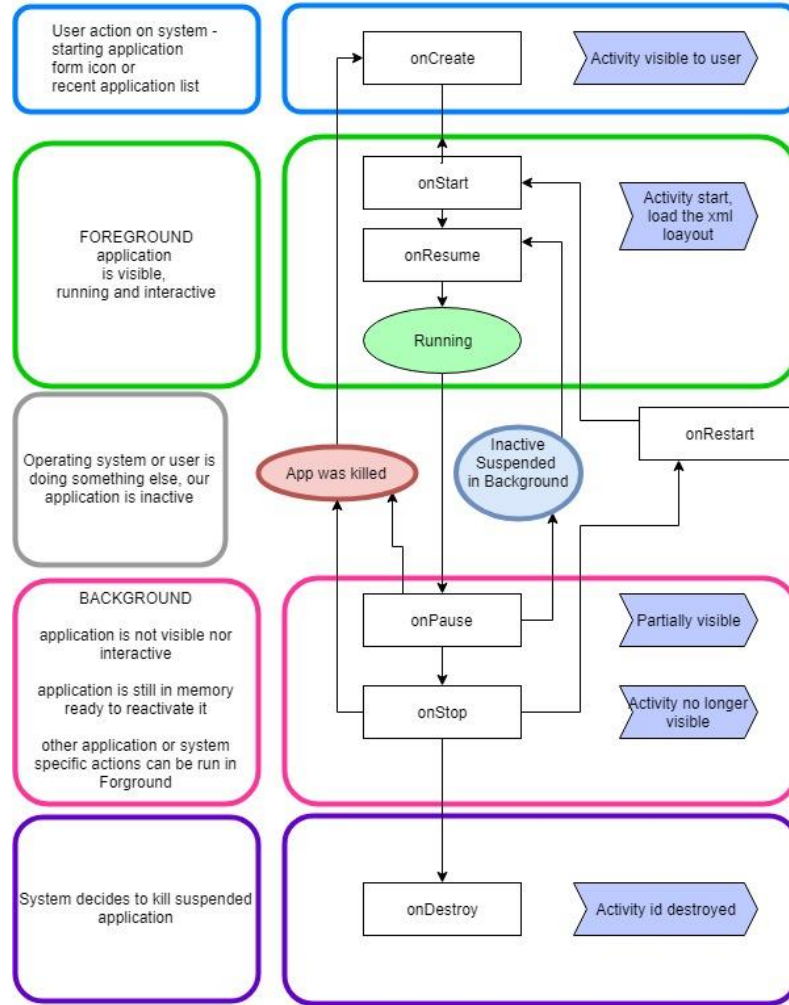 User action on system -
starting application
form icon or
recent application list
onCreate
Activity visible to user
FOREGROUND
application
is visible,
running and interactive
onStart
Activity start,
load the xml
loayout
onResume
Running
Operating system or user is
doing something else, our
application is inactive
App was killed
Inactive
Suspended
in Background
onRestart
BACKGROUND
application is not visible nor
interactive
application is still in memory
ready to reactivate it
other application or system
specific actions can be run in
Forground
onPause
Partially visible
onStop
Activity no longer
visible
System decides to kill suspended
application
onDestroy
Activity id destroyed